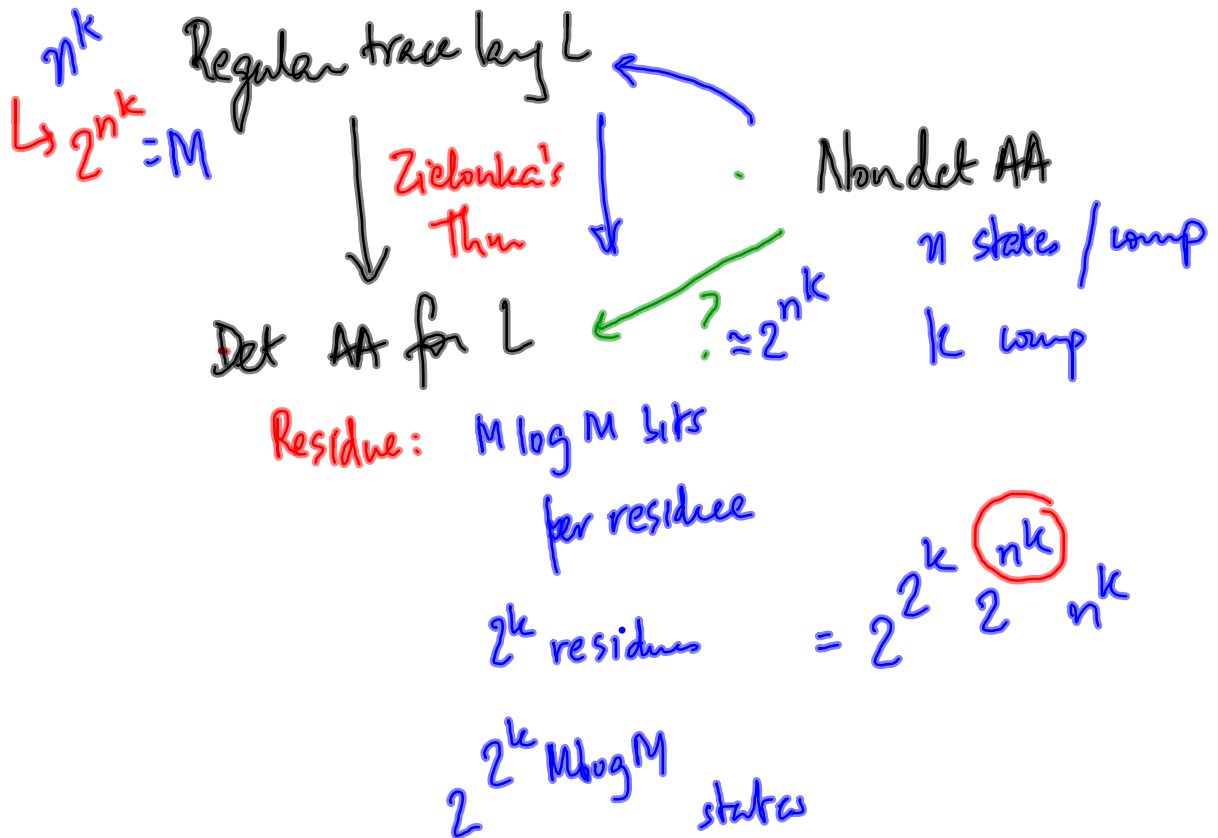 n^k Regular trace lang L
↳ 2^{n^k} = M
Zielonka's
Thm
Nondet AA
n states / comp
k comp
Det AA for L
? ≈ 2^{n^k}
Residue: M log M bits
per residue
2^k residues
= 2^{2^k 2^{n^k} n^k}
2^{2^k M log M} states